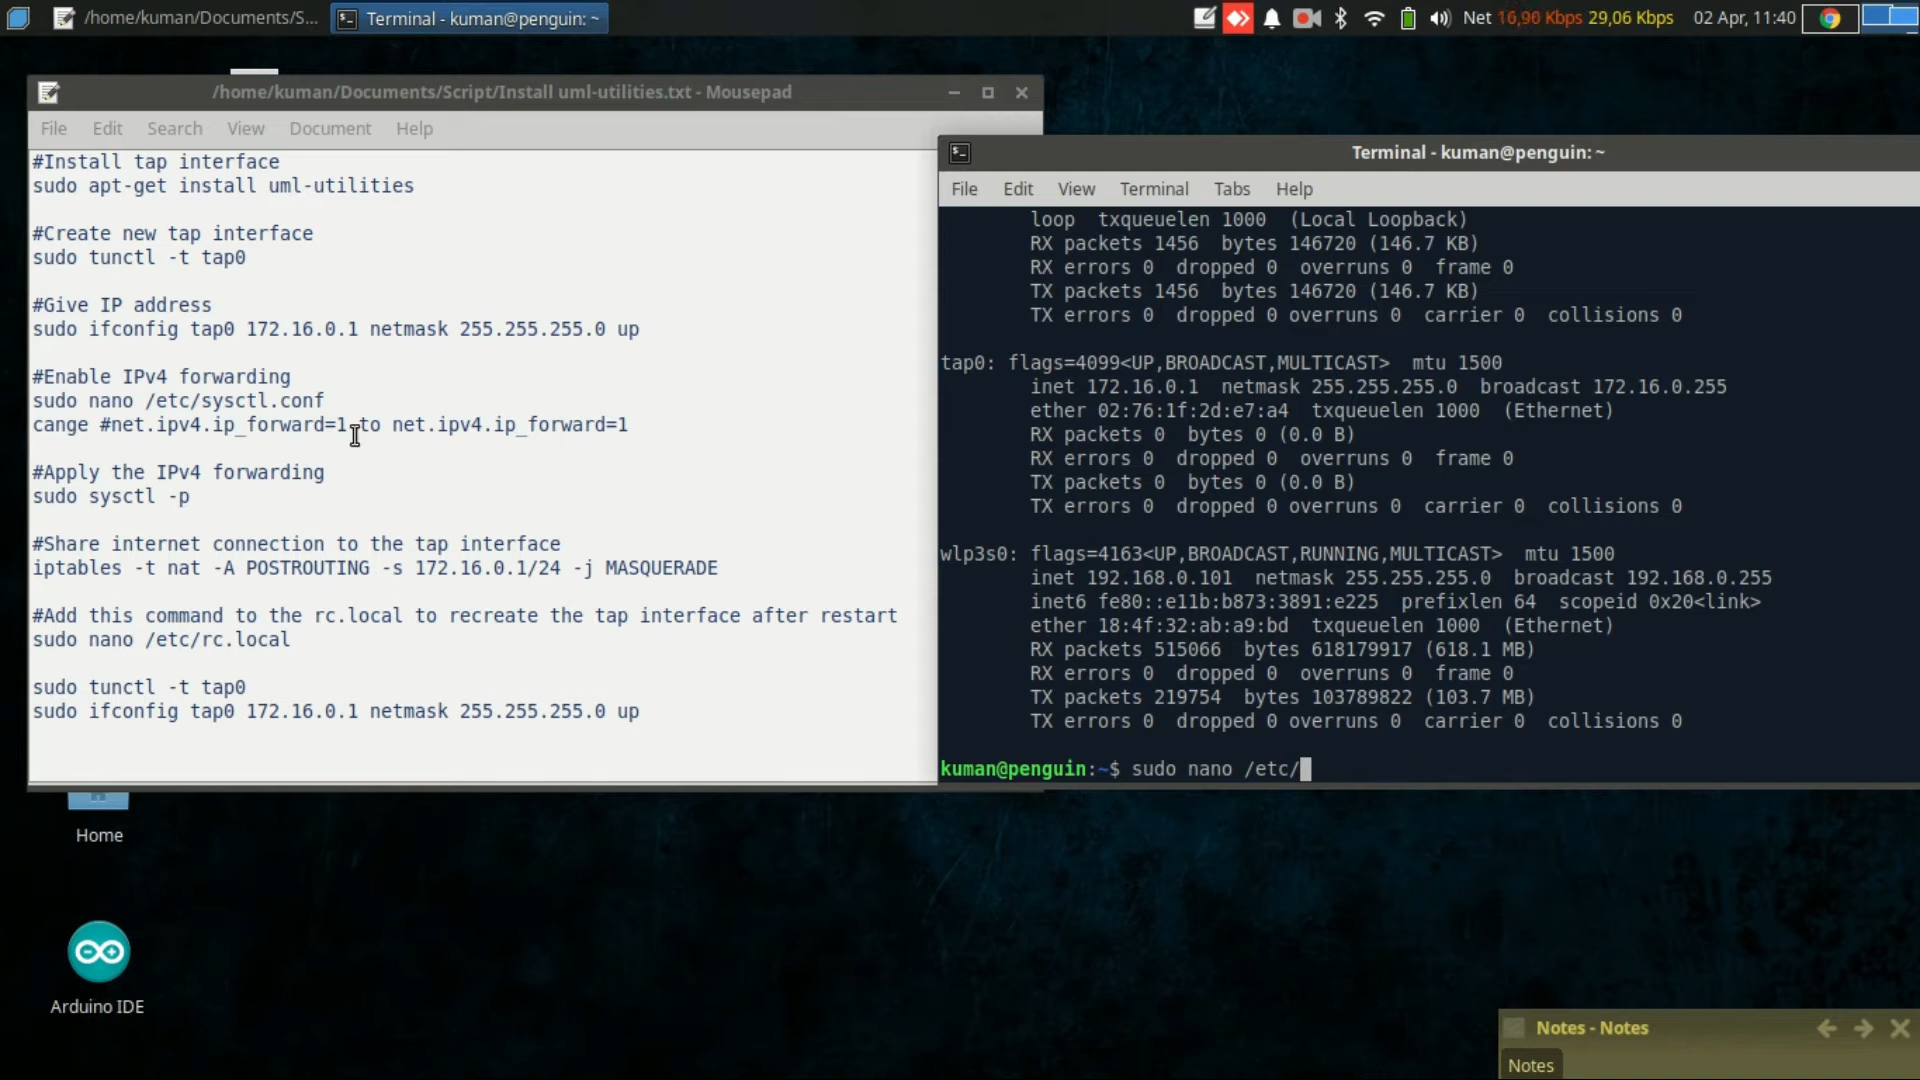 /home/kuman/Documents/S...
Terminal - kuman@penguin: ~
Net 16,90 Kbps 29,06 Kbps
02 Apr, 11:40
/home/kuman/Documents/Script/Install uml-utilities.txt - Mousepad
File Edit Search View Document Help
#Install tap interface
sudo apt-get install uml-utilities
#Create new tap interface
sudo tunctl -t tap0
#Give IP address
sudo ifconfig tap0 172.16.0.1 netmask 255.255.255.0 up
#Enable IPv4 forwarding
sudo nano /etc/sysctl.conf
cange #net.ipv4.ip_forward=1 to net.ipv4.ip_forward=1
#Apply the IPv4 forwarding
sudo sysctl -p
#Share internet connection to the tap interface
iptables -t nat -A POSTROUTING -s 172.16.0.1/24 -j MASQUERADE
#Add this command to the rc.local to recreate the tap interface after restart
sudo nano /etc/rc.local
sudo tunctl -t tap0
sudo ifconfig tap0 172.16.0.1 netmask 255.255.255.0 up
Terminal - kuman@penguin: ~
File Edit View Terminal Tabs Help
loop txqueuelen 1000 (Local Loopback)
RX packets 1456 bytes 146720 (146.7 KB)
RX errors 0 dropped 0 overruns 0 frame 0
TX packets 1456 bytes 146720 (146.7 KB)
TX errors 0 dropped 0 overruns 0 carrier 0 collisions 0
tap0: flags=4099<UP,BROADCAST,MULTICAST> mtu 1500
inet 172.16.0.1 netmask 255.255.255.0 broadcast 172.16.0.255
ether 02:76:1f:2d:e7:a4 txqueuelen 1000 (Ethernet)
RX packets 0 bytes 0 (0.0 B)
RX errors 0 dropped 0 overruns 0 frame 0
TX packets 0 bytes 0 (0.0 B)
TX errors 0 dropped 0 overruns 0 carrier 0 collisions 0
wlp3s0: flags=4163<UP,BROADCAST,RUNNING,MULTICAST> mtu 1500
inet 192.168.0.101 netmask 255.255.255.0 broadcast 192.168.0.255
inet6 fe80::e11b:b873:3891:e225 prefixlen 64 scopeid 0x20<link>
ether 18:4f:32:ab:a9:bd txqueuelen 1000 (Ethernet)
RX packets 515066 bytes 618179917 (618.1 MB)
RX errors 0 dropped 0 overruns 0 frame 0
TX packets 219754 bytes 103789822 (103.7 MB)
TX errors 0 dropped 0 overruns 0 carrier 0 collisions 0
kuman@penguin:~$ sudo nano /etc/
Home
Arduino IDE
Notes - Notes
Notes